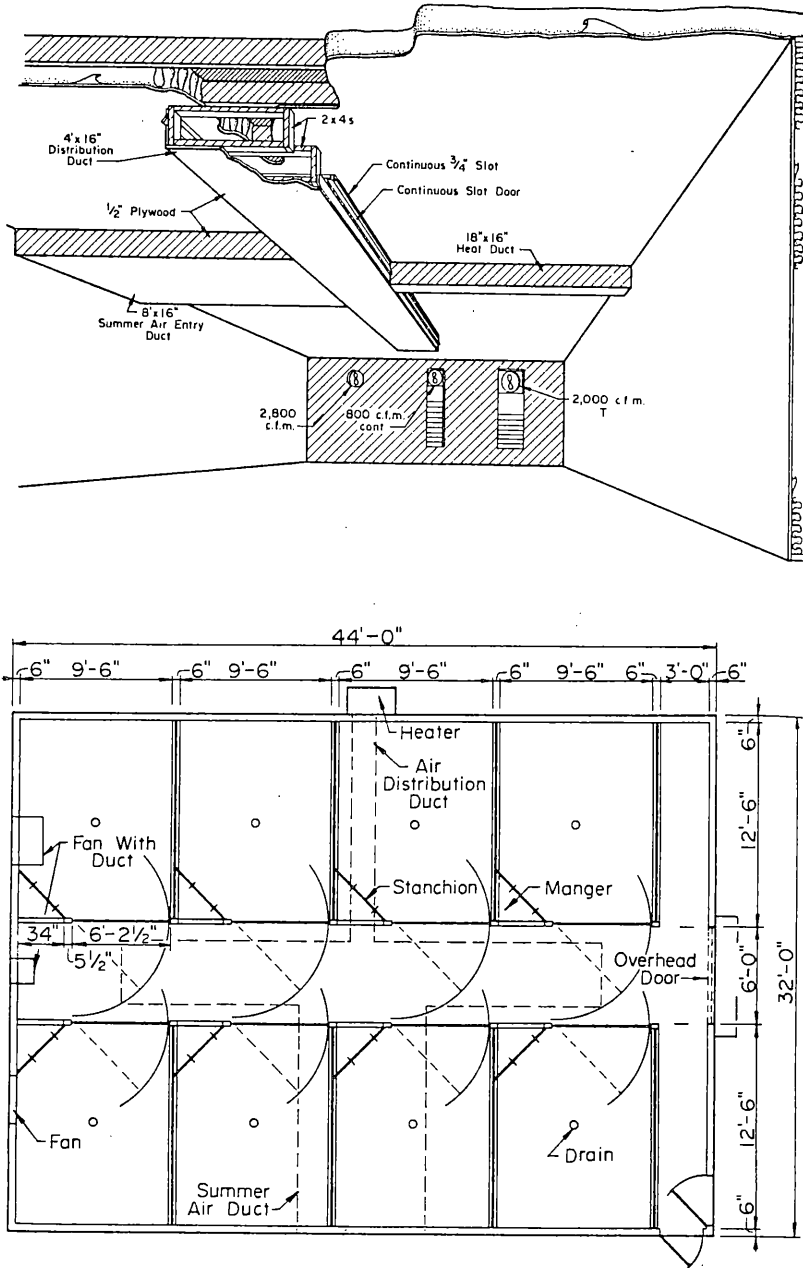 2x4s
4'x16"
Distribution
Duct
Continuous 3/4" Slot
Continuous Slot Door
1/2" Plywood
18"x16"
Heat Duct
8'x16"
Summer Air Entry
Duct
2,800
c.f.m.
800 c.f.m.
cont
2,000 c.f.m.
T
44'-0"
6" 9'-6" 6" 9'-6" 6" 9'-6" 6" 9'-6" 6" 3'-0" 6"
Heater
6"
Air
Distribution
Duct
12'-6"
Fan With
Duct
Stanchion
Manger
34" 6'-2½"
5½"
Overhead
Door
6'-0"
32'-0"
12'-6"
Fan
Drain
Summer
Air Duct
6"